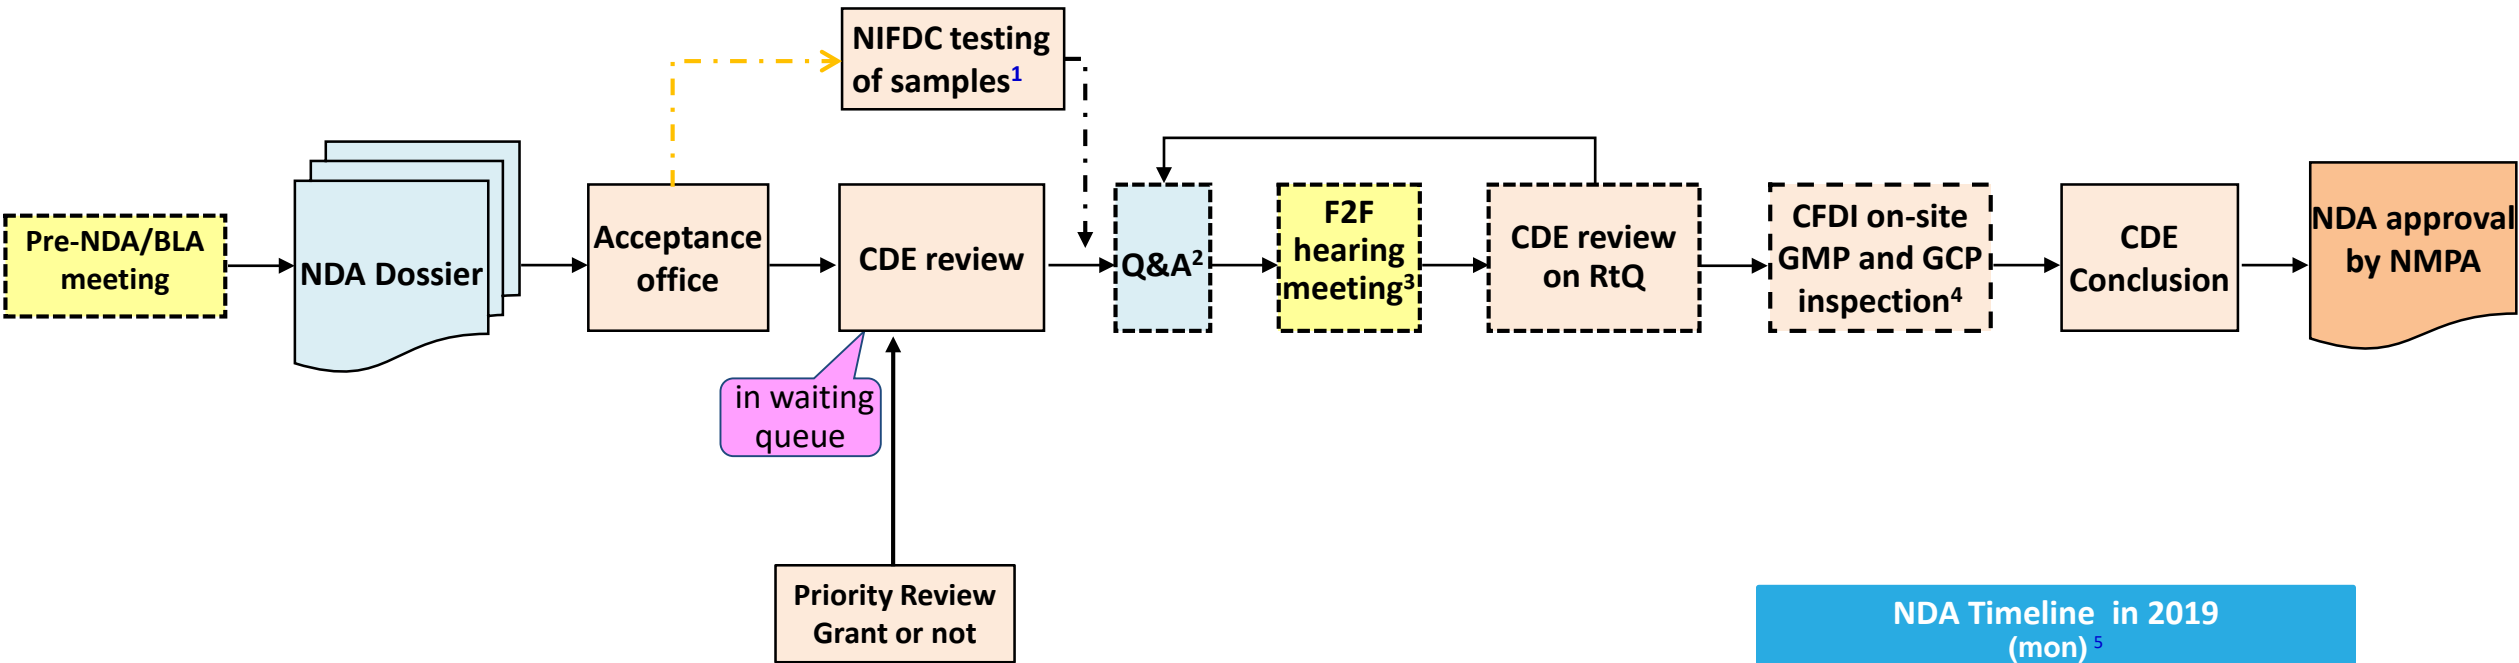 NIFDC testing
of samples1
Pre-NDA/BLA
meeting
NDA Dossier
Acceptance
office
CDE review
Q&A2
F2F
hearing
meeting3
CDE review
on RtQ
CFDI on-site
GMP and GCP
inspection4
CDE
Conclusion
NDA approval
by NMPA
in waiting
queue
Priority Review
Grant or not
NDA Timeline in 2019
(mon) 5